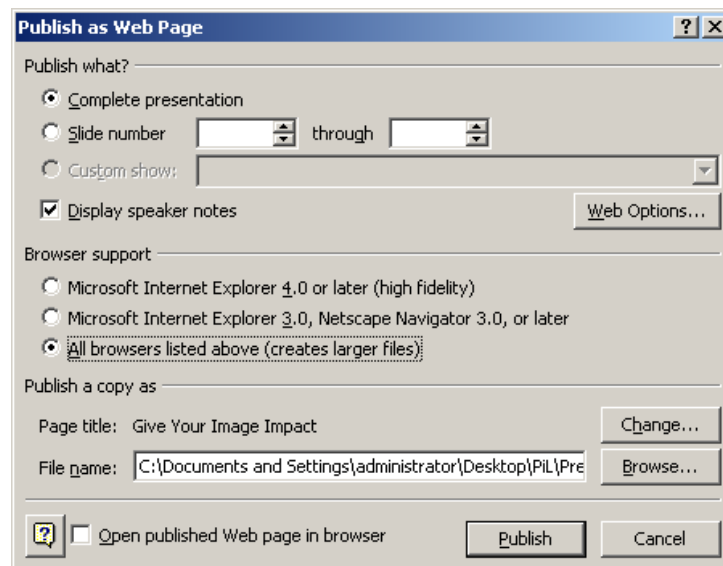 Publish as Web Page
Publish what?
Complete presentation
Slide number through
Custom show:
Display speaker notes Web Options...
Browser support
Microsoft Internet Explorer 4.0 or later (high fidelity)
Microsoft Internet Explorer 3.0, Netscape Navigator 3.0, or later
All browsers listed above (creates larger files)
Publish a copy as
Page title: Give Your Image Impact Change...
File name: C:\Documents and Settings\administrator\Desktop\PiL\Pre Browse...
Open published Web page in browser Publish Cancel